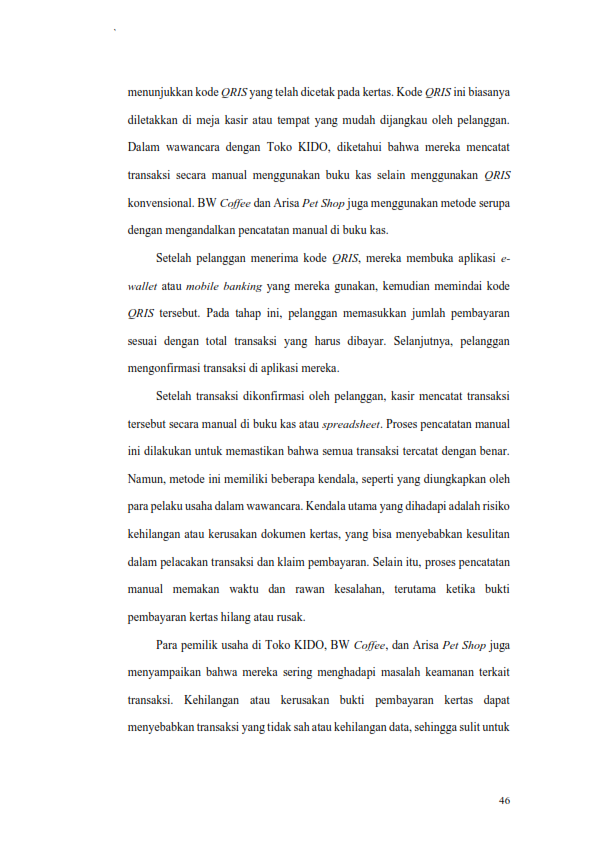 menunjukkan kode QRIS yang telah dicetak pada kertas. Kode QRIS ini biasanya
diletakkan di meja kasir atau tempat yang mudah dijangkau oleh pelanggan.
Dalam wawancara dengan Toko KIDO, diketahui bahwa mereka mencatat
transaksi secara manual menggunakan buku kas selain menggunakan QRIS
konvensional. BW Coffee dan Arisa Pet Shop juga menggunakan metode serupa
dengan mengandalkan pencatatan manual di buku kas.
Setelah pelanggan menerima kode QRIS, mereka membuka aplikasi e-
wallet atau mobile banking yang mereka gunakan, kemudian memindai kode
QRIS tersebut. Pada tahap ini, pelanggan memasukkan jumlah pembayaran
sesuai dengan total transaksi yang harus dibayar. Selanjutnya, pelanggan
mengonfirmasi transaksi di aplikasi mereka.
Setelah transaksi dikonfirmasi oleh pelanggan, kasir mencatat transaksi
tersebut secara manual di buku kas atau spreadsheet. Proses pencatatan manual
ini dilakukan untuk memastikan bahwa semua transaksi tercatat dengan benar.
Namun, metode ini memiliki beberapa kendala, seperti yang diungkapkan oleh
para pelaku usaha dalam wawancara. Kendala utama yang dihadapi adalah risiko
kehilangan atau kerusakan dokumen kertas, yang bisa menyebabkan kesulitan
dalam pelacakan transaksi dan klaim pembayaran. Selain itu, proses pencatatan
manual memakan waktu dan rawan kesalahan, terutama ketika bukti
pembayaran kertas hilang atau rusak.
Para pemilik usaha di Toko KIDO, BW Coffee, dan Arisa Pet Shop juga
menyampaikan bahwa mereka sering menghadapi masalah keamanan terkait
transaksi. Kehilangan atau kerusakan bukti pembayaran kertas dapat
menyebabkan transaksi yang tidak sah atau kehilangan data, sehingga sulit untuk
46